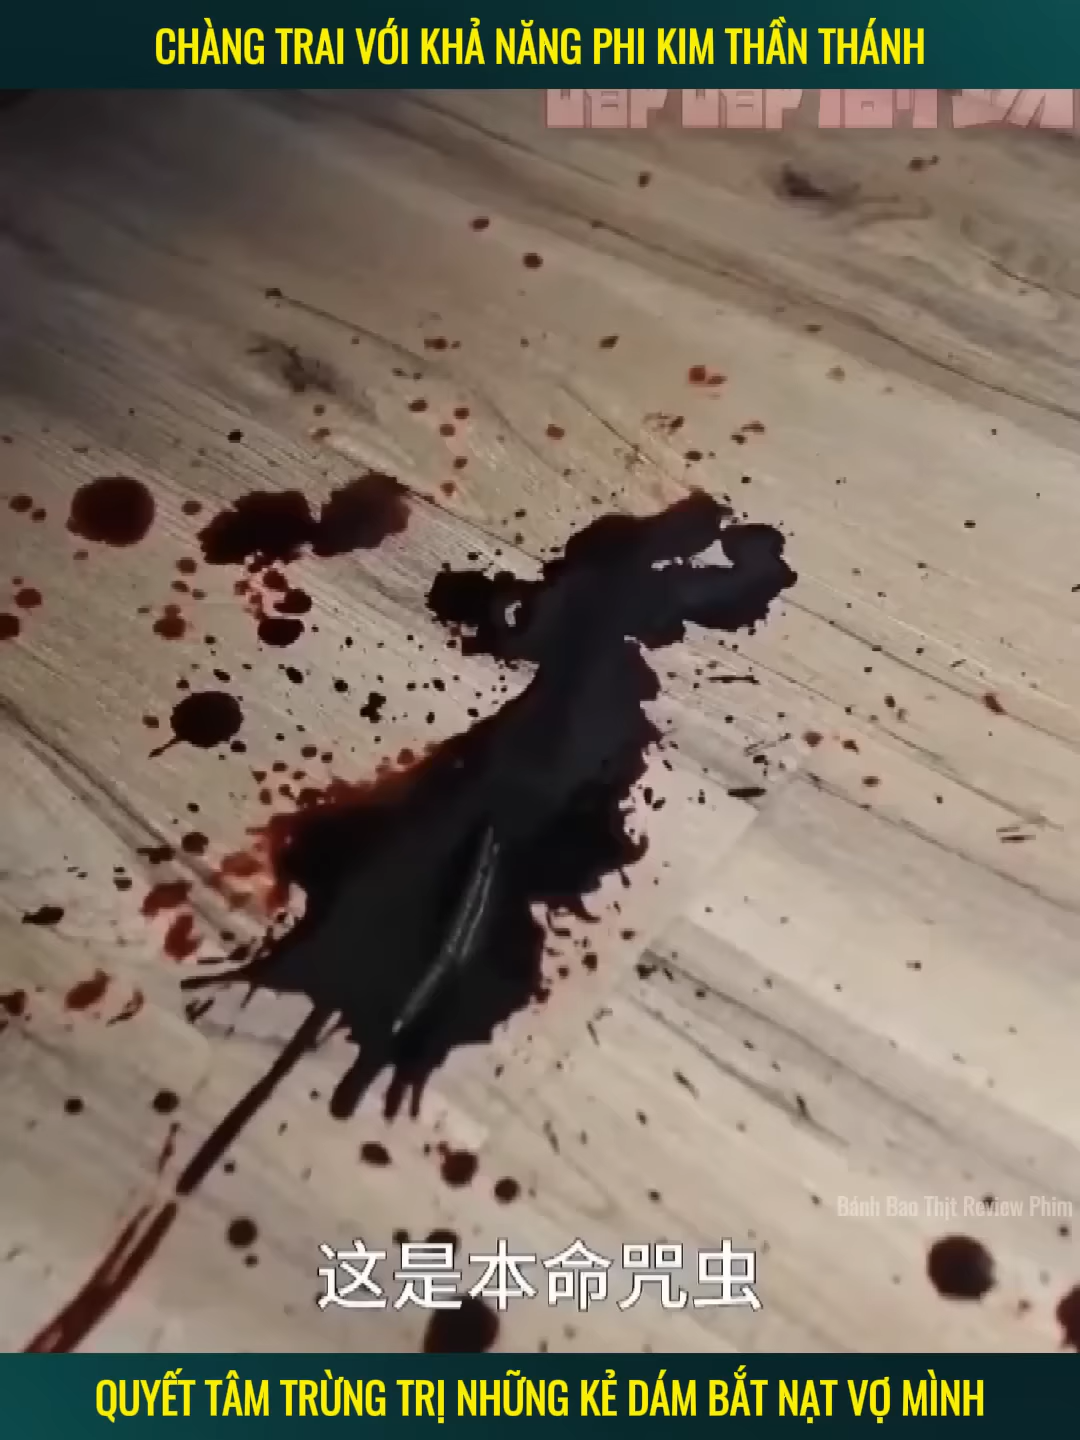 CHÀNG TRAI VỚI KHẢ NĂNG PHI KIM THẦN THÁNH
Bánh Bao Thịt Review Phim
这是本命咒虫
QUYẾT TÂM TRỪNG TRỊ NHỮNG KẺ DÁM BẮT NẠT VỢ MÌNH